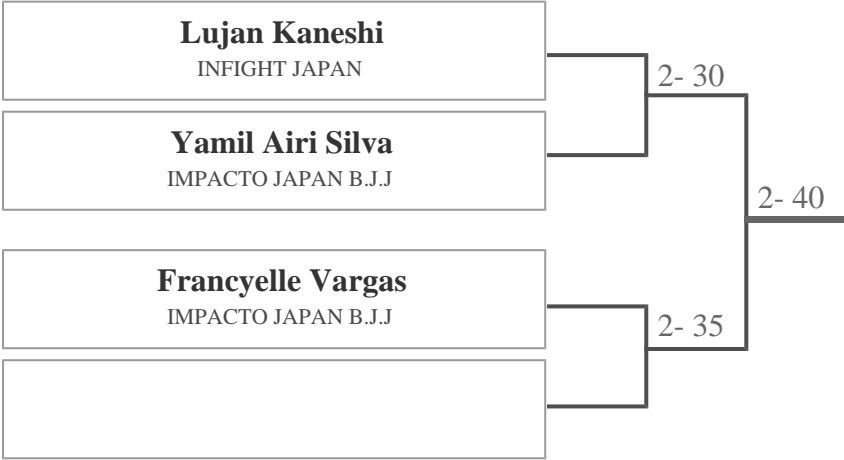 Lujan Kaneshi
INFIGHT JAPAN
2- 30
Yamil Airi Silva
IMPACTO JAPAN B.J.J
2- 40
Francyelle Vargas
IMPACTO JAPAN B.J.J
2- 35